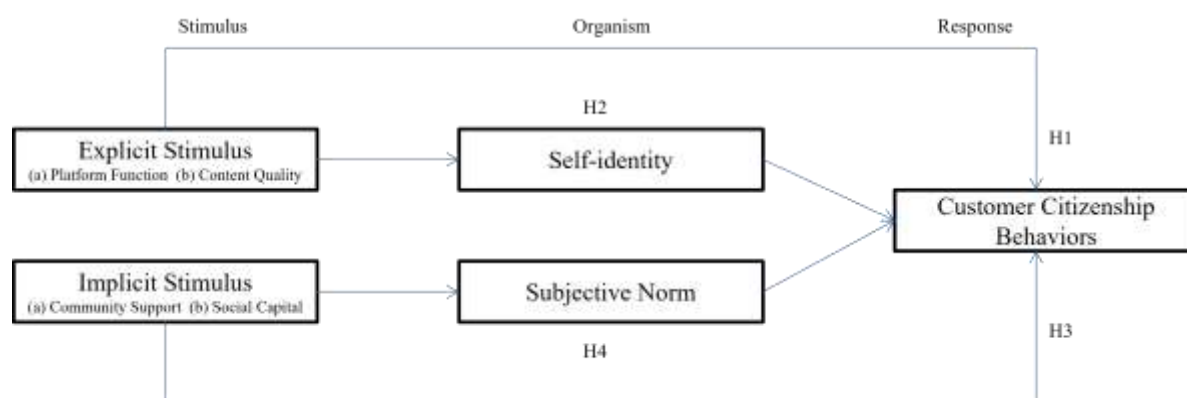 Stimulus Organism Response
H2
H1
Explicit Stimulus
(a) Platform Function (b) Content Quality
Self-identity
Customer Citizenship
Behaviors
Implicit Stimulus
(a) Community Support (b) Social Capital
Subjective Norm
H3
H4